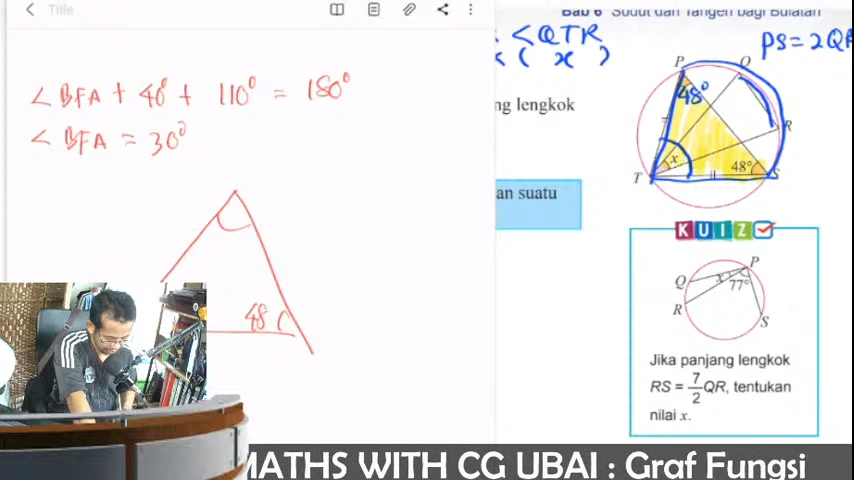 Title
∠BFA + 40° + 110° = 180°
∠BFA = 30°
48
Bab 6 Sudut dan Tangen bagi Bulatan
∠QTR
( x )
PS = 2QR
ng lengkok
an suatu
P
Q
48°
R
x
48°
T
S
KUIZ
P
Q
x
77°
R
S
Jika panjang lengkok
RS = 7/2 QR, tentukan
nilai x.
MATHS WITH CG UBAI : Graf Fungsi